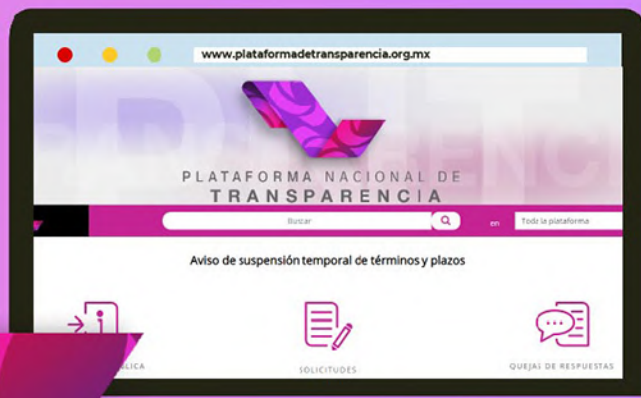 www.plataformadetransparencia.org.mx
PLATAFORMA NACIONAL DE
TRANSPARENCIA
Buscar
en
Toda la plataforma
Aviso de suspensión temporal de términos y plazos
SOLICITUDES
QUEJAS DE RESPUESTAS